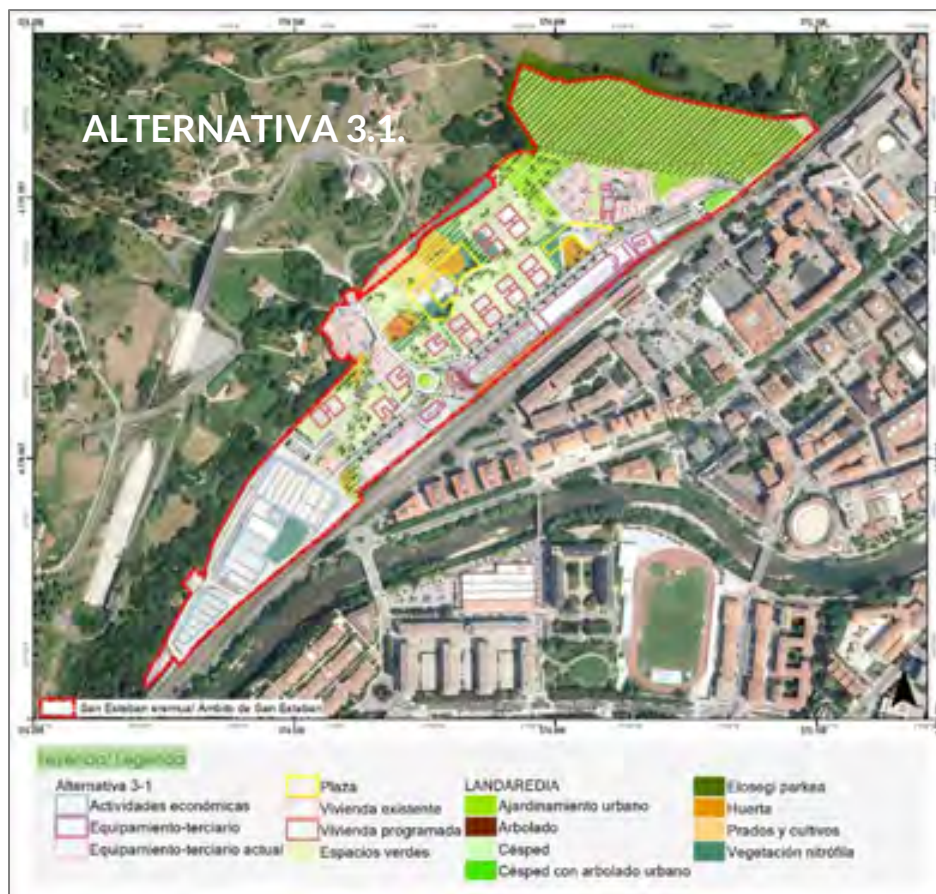 ALTERNATIVA 3.1.
San Esteban eremua/ Ámbito de San Esteban
Leyenda/ Legenda
Alternativa 3-1
Actividades económicas
Equipamiento-terciario
Equipamiento-terciario actual
Plaza
Vivienda existente
Vivienda programada
Espacios verdes
LANDAREDIA
Ajardinamiento urbano
Arbolado
Césped
Césped con arbolado urbano
Elosegi parkea
Huerta
Prados y cultivos
Vegetación nitrófila